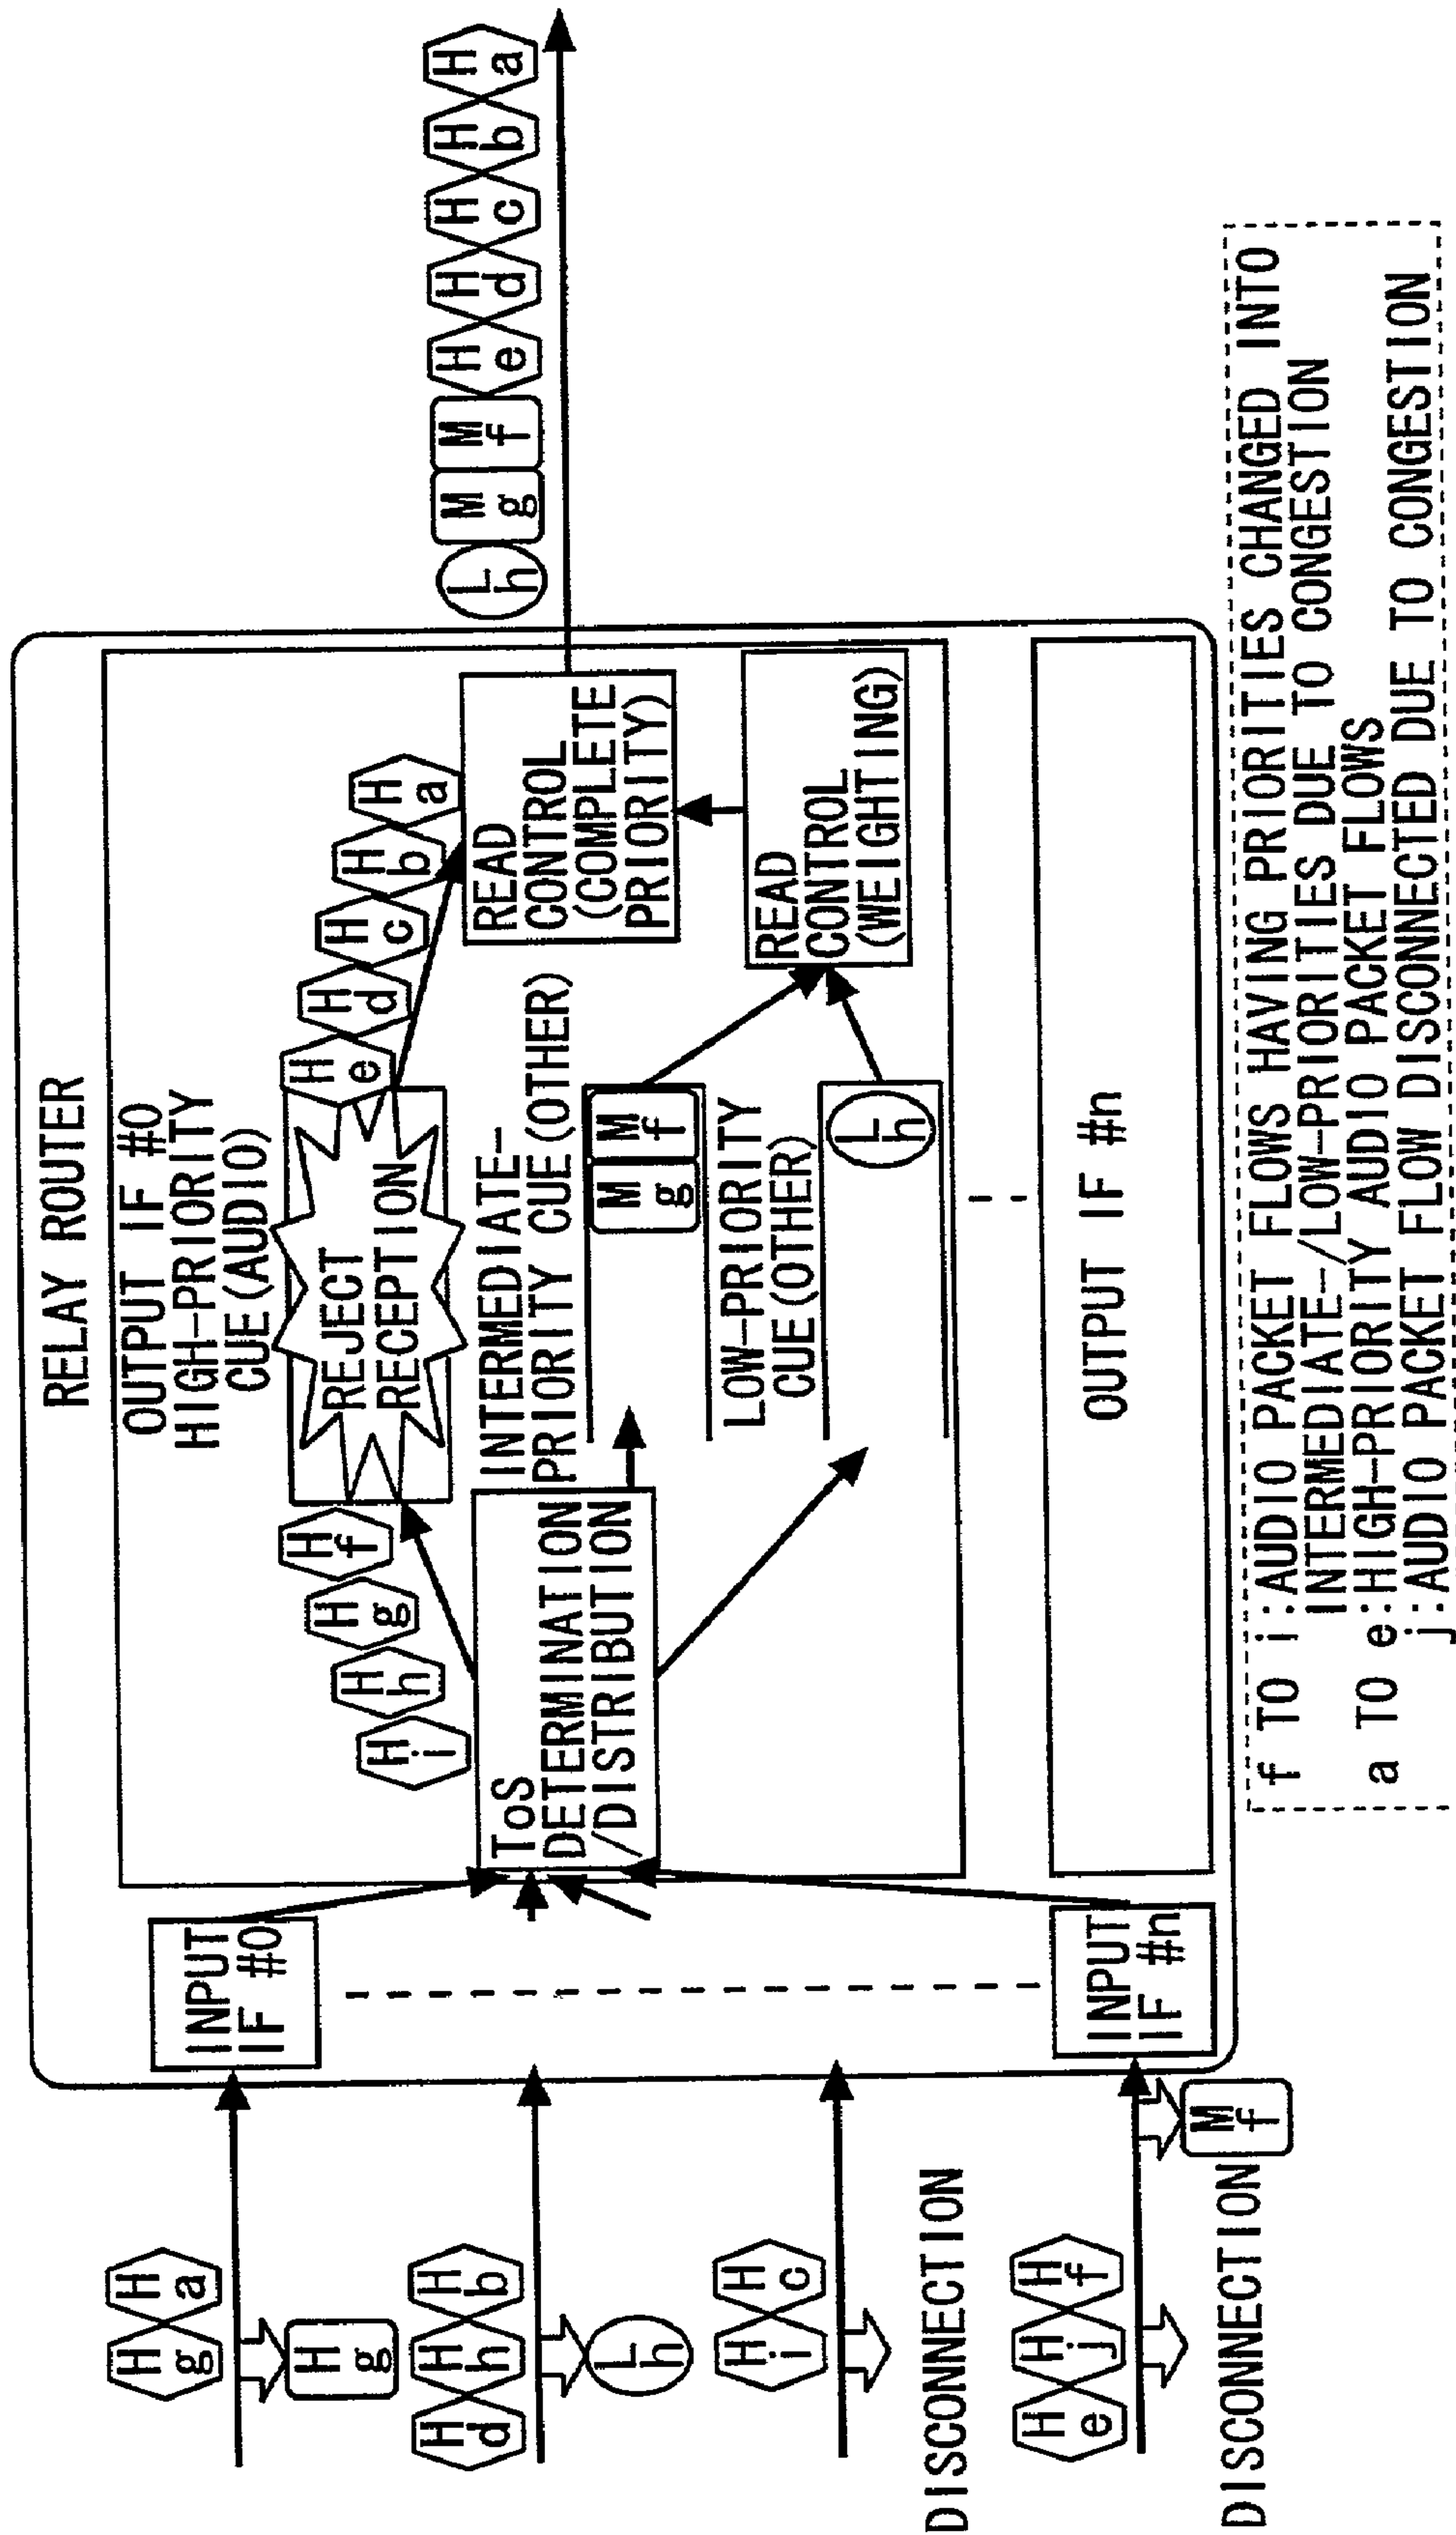 RELAY ROUTER
OUTPUT IF #0
HIGH-PRIORITY
CUE(AUDIO)
H
g
H
a
H
g
H
d
H
h
H
b
L
h
H
i
H
c
DISCONNECTION
H
e
H
j
H
f
DISCONNECTION
M
f
INPUT
IF #0
INPUT
IF #n
ToS
DETERMINATION
/DISTRIBUTION
H
i
H
h
H
g
H
f
REJECT
RECEPTION
H
e
H
d
H
c
H
b
H
a
INTERMEDIATE-
PRIORITY CUE(OTHER)
M
g
M
f
LOW-PRIORITY
CUE(OTHER)
L
h
READ
CONTROL
(COMPLETE
PRIORITY)
READ
CONTROL
(WEIGHTING)
OUTPUT IF #n
L
h
M
g
M
f
H
e
H
d
H
c
H
b
H
a
f TO i:AUDIO PACKET FLOWS HAVING PRIORITIES CHANGED INTO
INTERMEDIATE-/LOW-PRIORITIES DUE TO CONGESTION
a TO e:HIGH-PRIORITY AUDIO PACKET FLOWS
j:AUDIO PACKET FLOW DISCONNECTED DUE TO CONGESTION